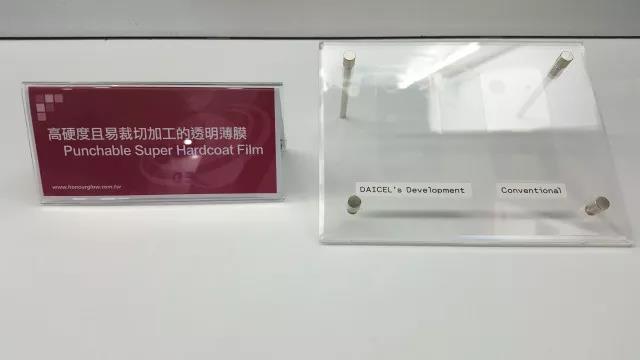 高硬度且易裁切加工的透明薄膜
Punchable Super Hardcoat Film
www.honourglow.com.tw
DAICEL's Development
Conventional